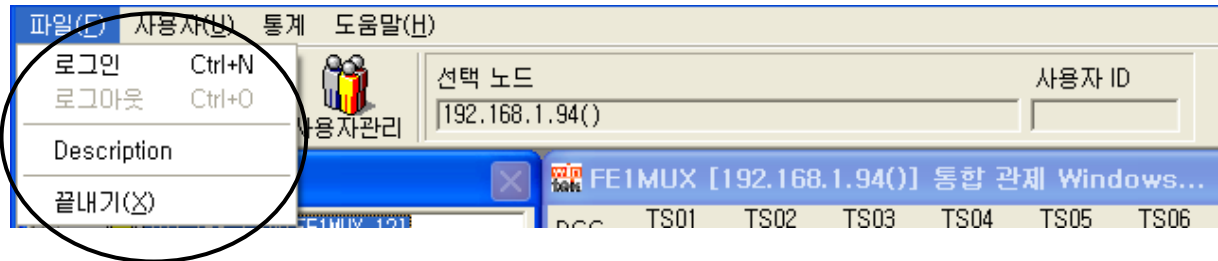 파일(F) 사용자(U) 통계 도움말(H)
로그인 Ctrl+N
로그아웃 Ctrl+O
Description
끝내기(X)
사용자관리
선택 노드
192.168.1.94()
사용자 ID
FE1MUX [192.168.1.94()] 통합 관제 Windows...
TS01 TS02 TS03 TS04 TS05 TS06